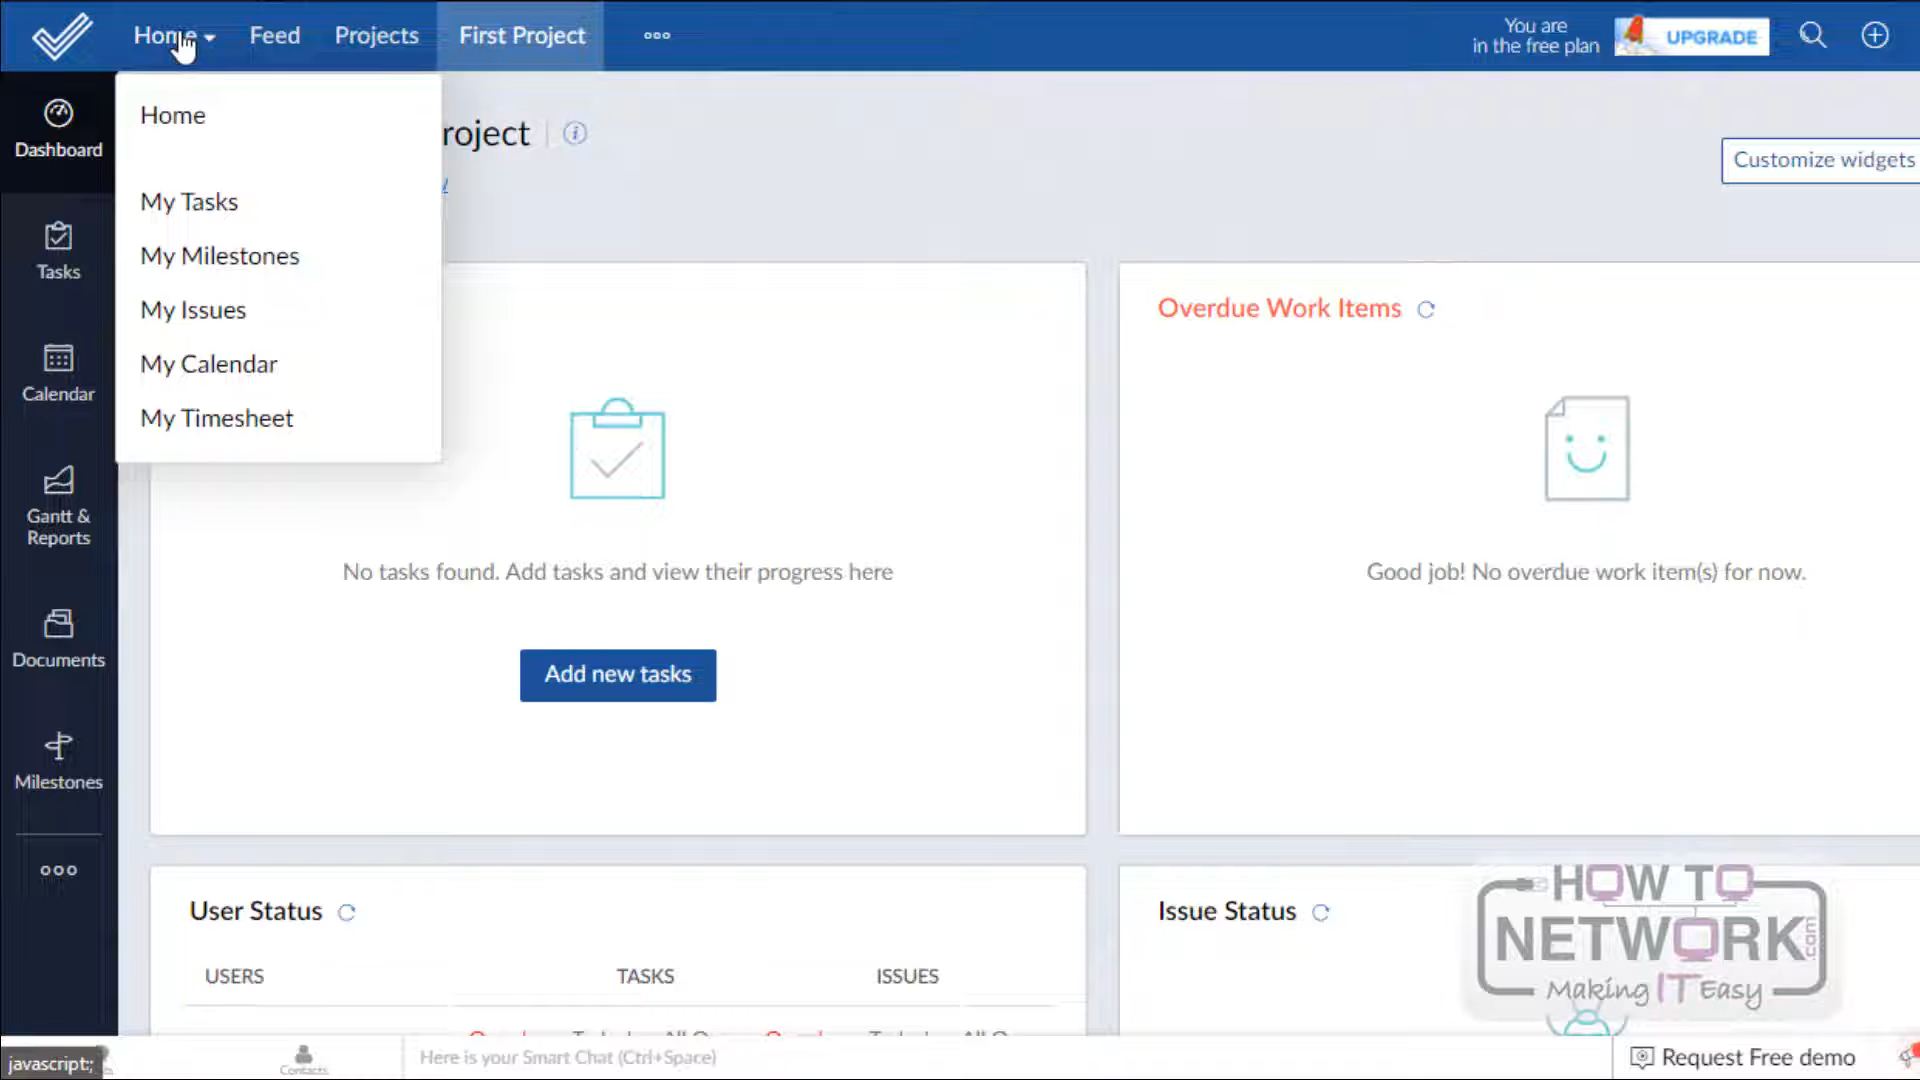 Home Feed Projects First Project
You are
in the free plan
UPGRADE
Home
My Tasks
My Milestones
My Issues
My Calendar
My Timesheet
roject
Customize widgets
Dashboard
Tasks
Calendar
Gantt &
Reports
Documents
Milestones
No tasks found. Add tasks and view their progress here
Add new tasks
Overdue Work Items
Good job! No overdue work item(s) for now.
User Status
USERS TASKS ISSUES
Issue Status
HOW TO
NETWORK.com
Making IT Easy
javascript:;
Contacts
Here is your Smart Chat (Ctrl+Space)
Request Free demo